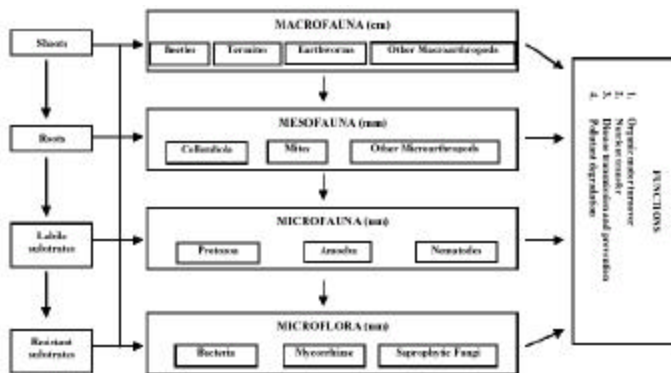 MACROFAUNA (cm)
Shoots
Beetles
Termites
Earthworms
Other Macroarthropods
MESOFAUNA (mm)
Roots
Collembola
Mites
Other Microarthropods
MICROFAUNA (mm)
Labile
substrates
Protozoa
Amoeba
Nematodes
MICROFLORA (mm)
Resistant
substrates
Bacteria
Mycorrhizae
Saprophytic Fungi
FUNCTIONS
1. Organic matter turnover
2. Nutrient transfer
3. Disease transmission and prevention
4. Pollutant degradation